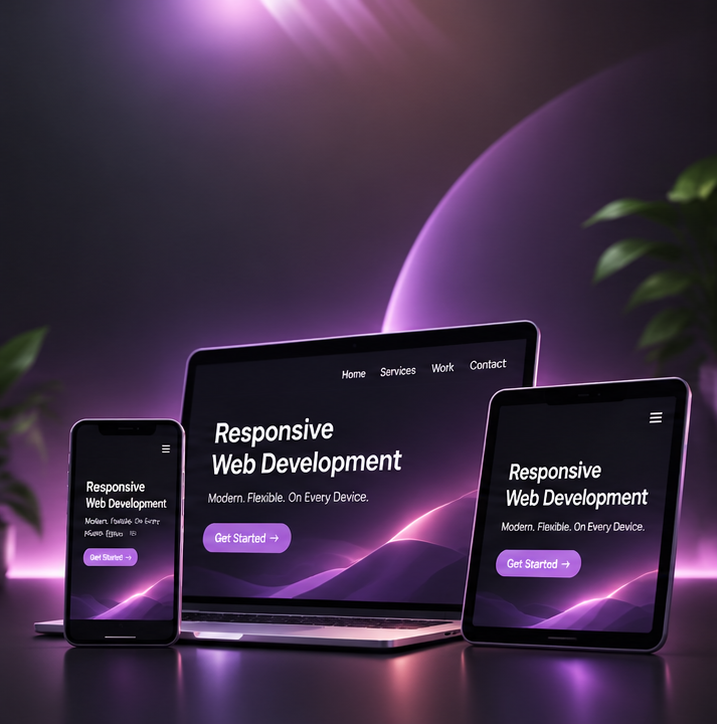 Home Services Work Contact
Responsive
Web Development
Modern. Flexible. On Every Device.
Get Started →
Responsive
Web Development
Get Started →
Responsive
Web Development
Modern. Flexible. On Every Device.
Get Started →